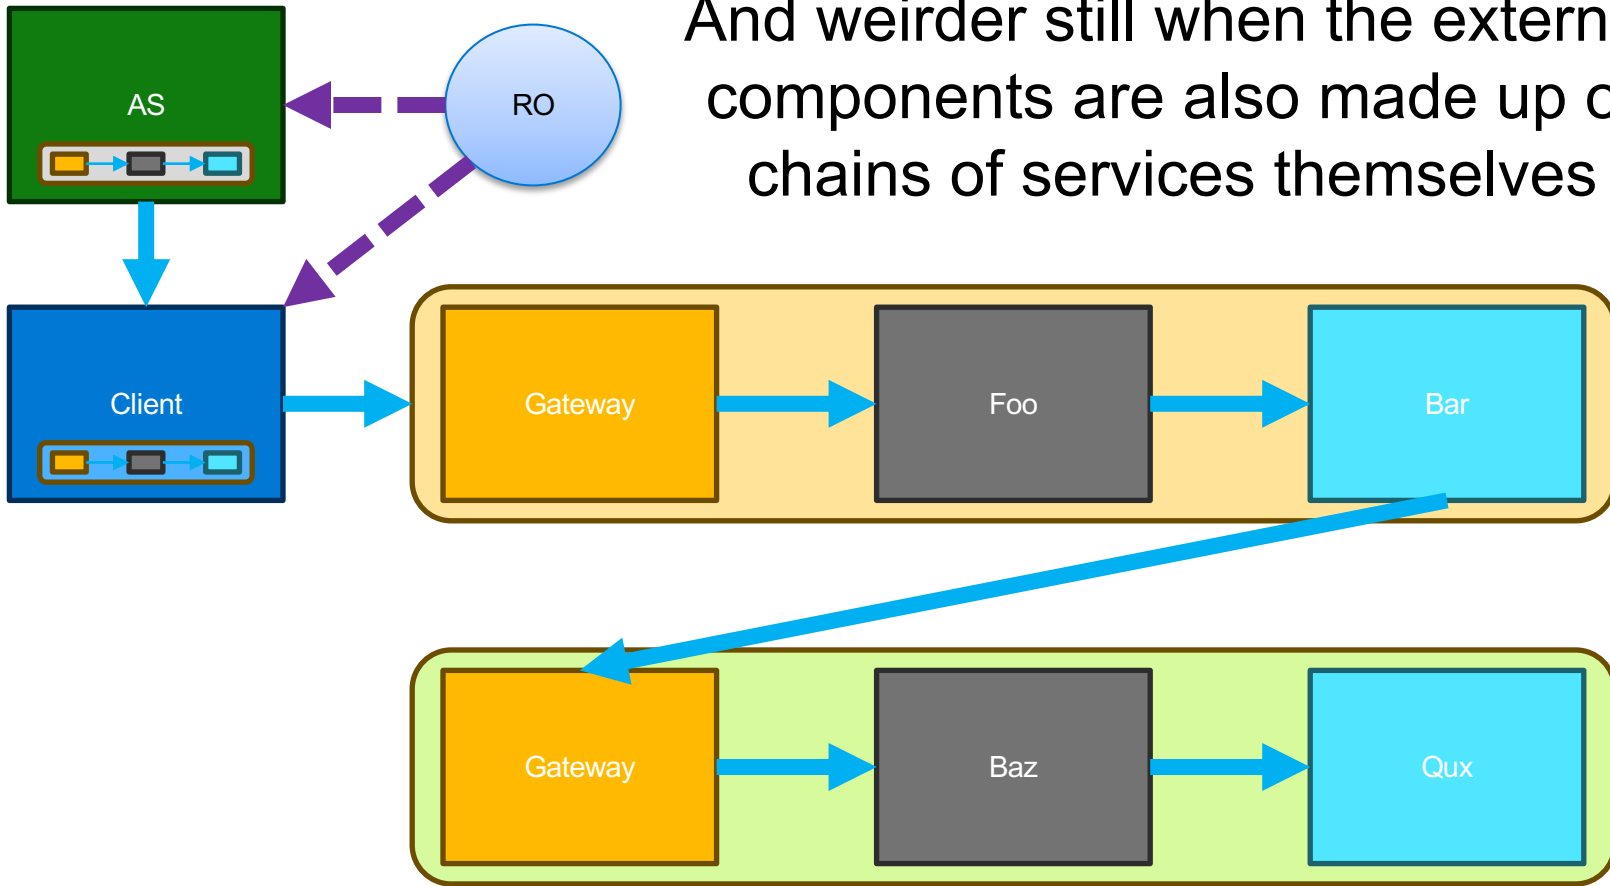 And weirder still when the extern
components are also made up o
chains of services themselves
AS
RO
Client
Gateway
Foo
Bar
Gateway
Baz
Qux